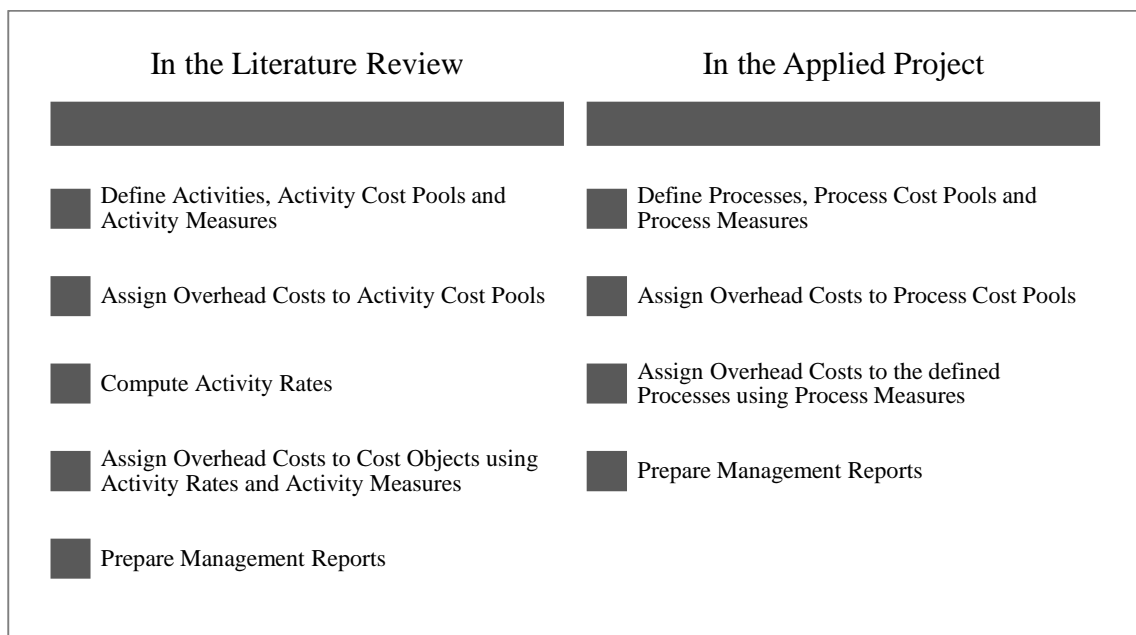 In the Literature Review
Define Activities, Activity Cost Pools and
Activity Measures
Assign Overhead Costs to Activity Cost Pools
Compute Activity Rates
Assign Overhead Costs to Cost Objects using
Activity Rates and Activity Measures
Prepare Management Reports
In the Applied Project
Define Processes, Process Cost Pools and
Process Measures
Assign Overhead Costs to Process Cost Pools
Assign Overhead Costs to the defined
Processes using Process Measures
Prepare Management Reports